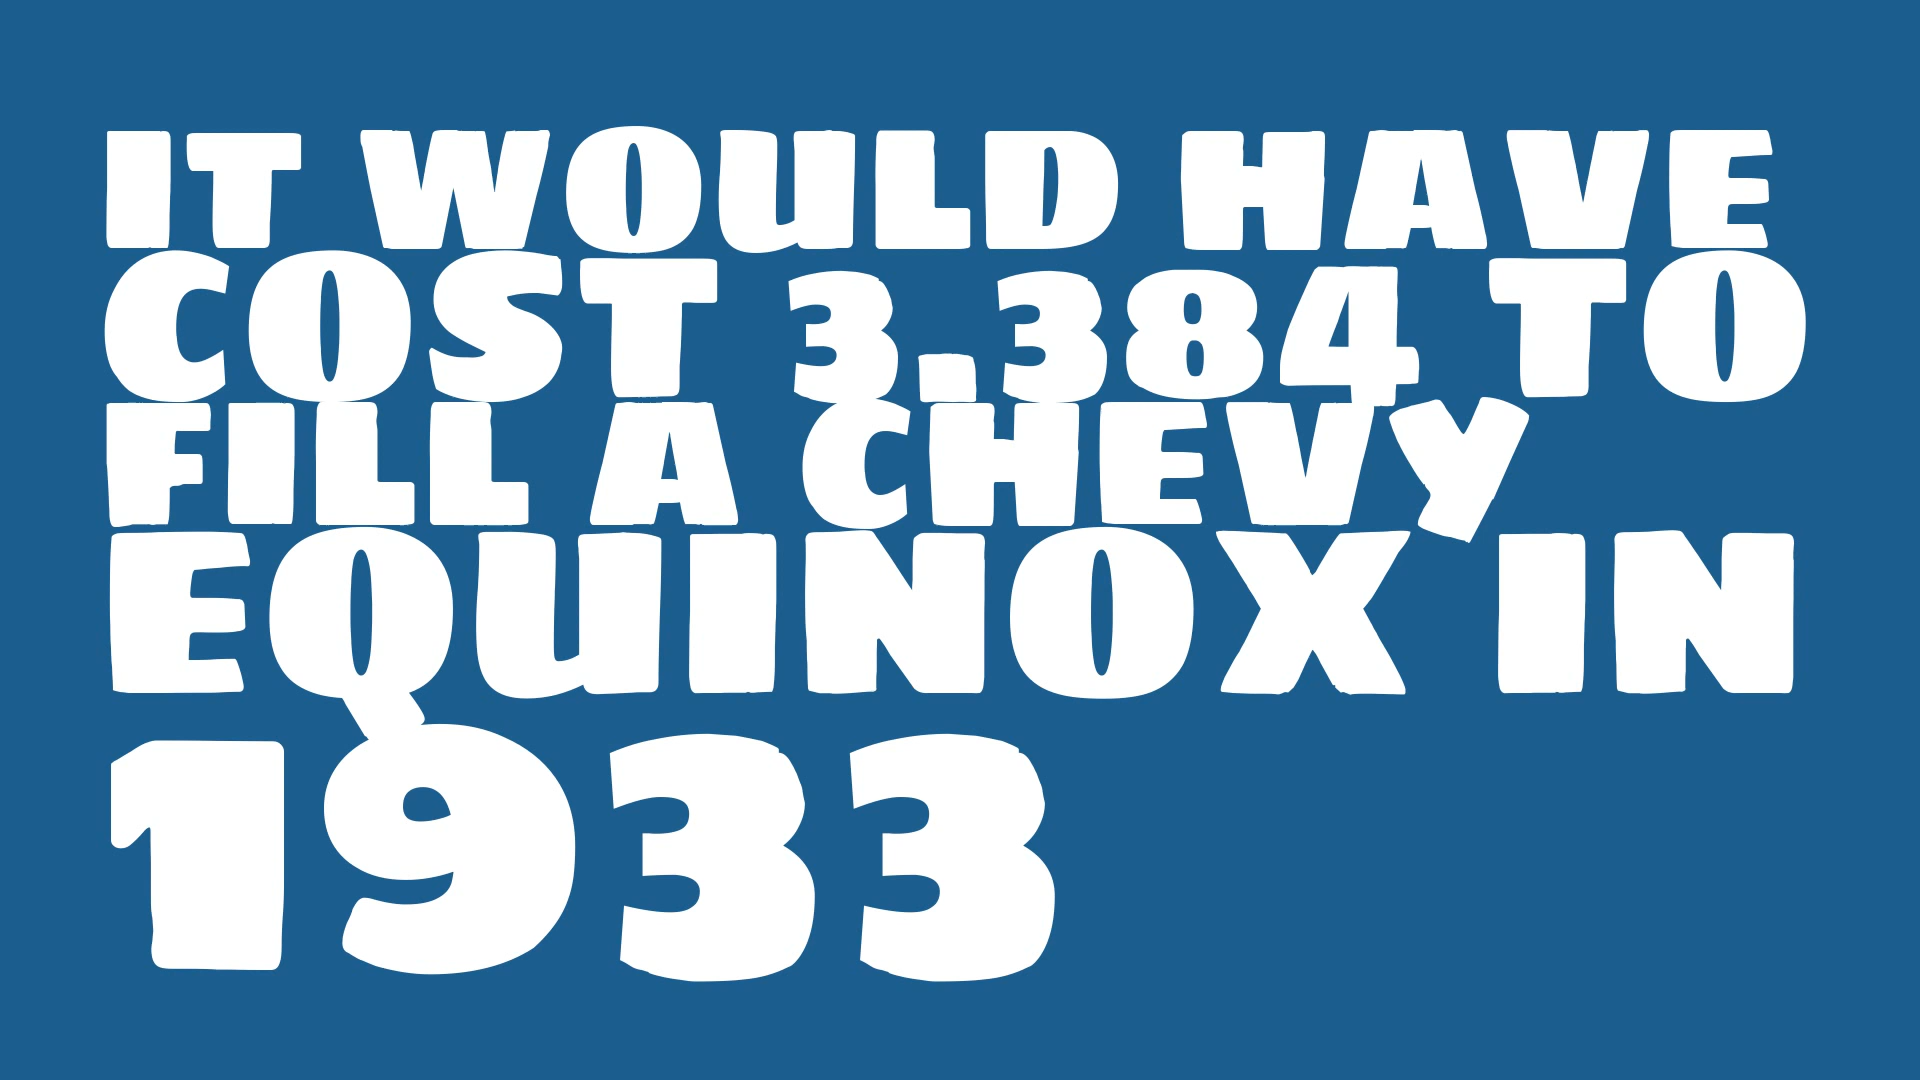 IT WOULD HAVE
COST 3.384 TO
FILL A CHEVY
EQUINOX IN
1933